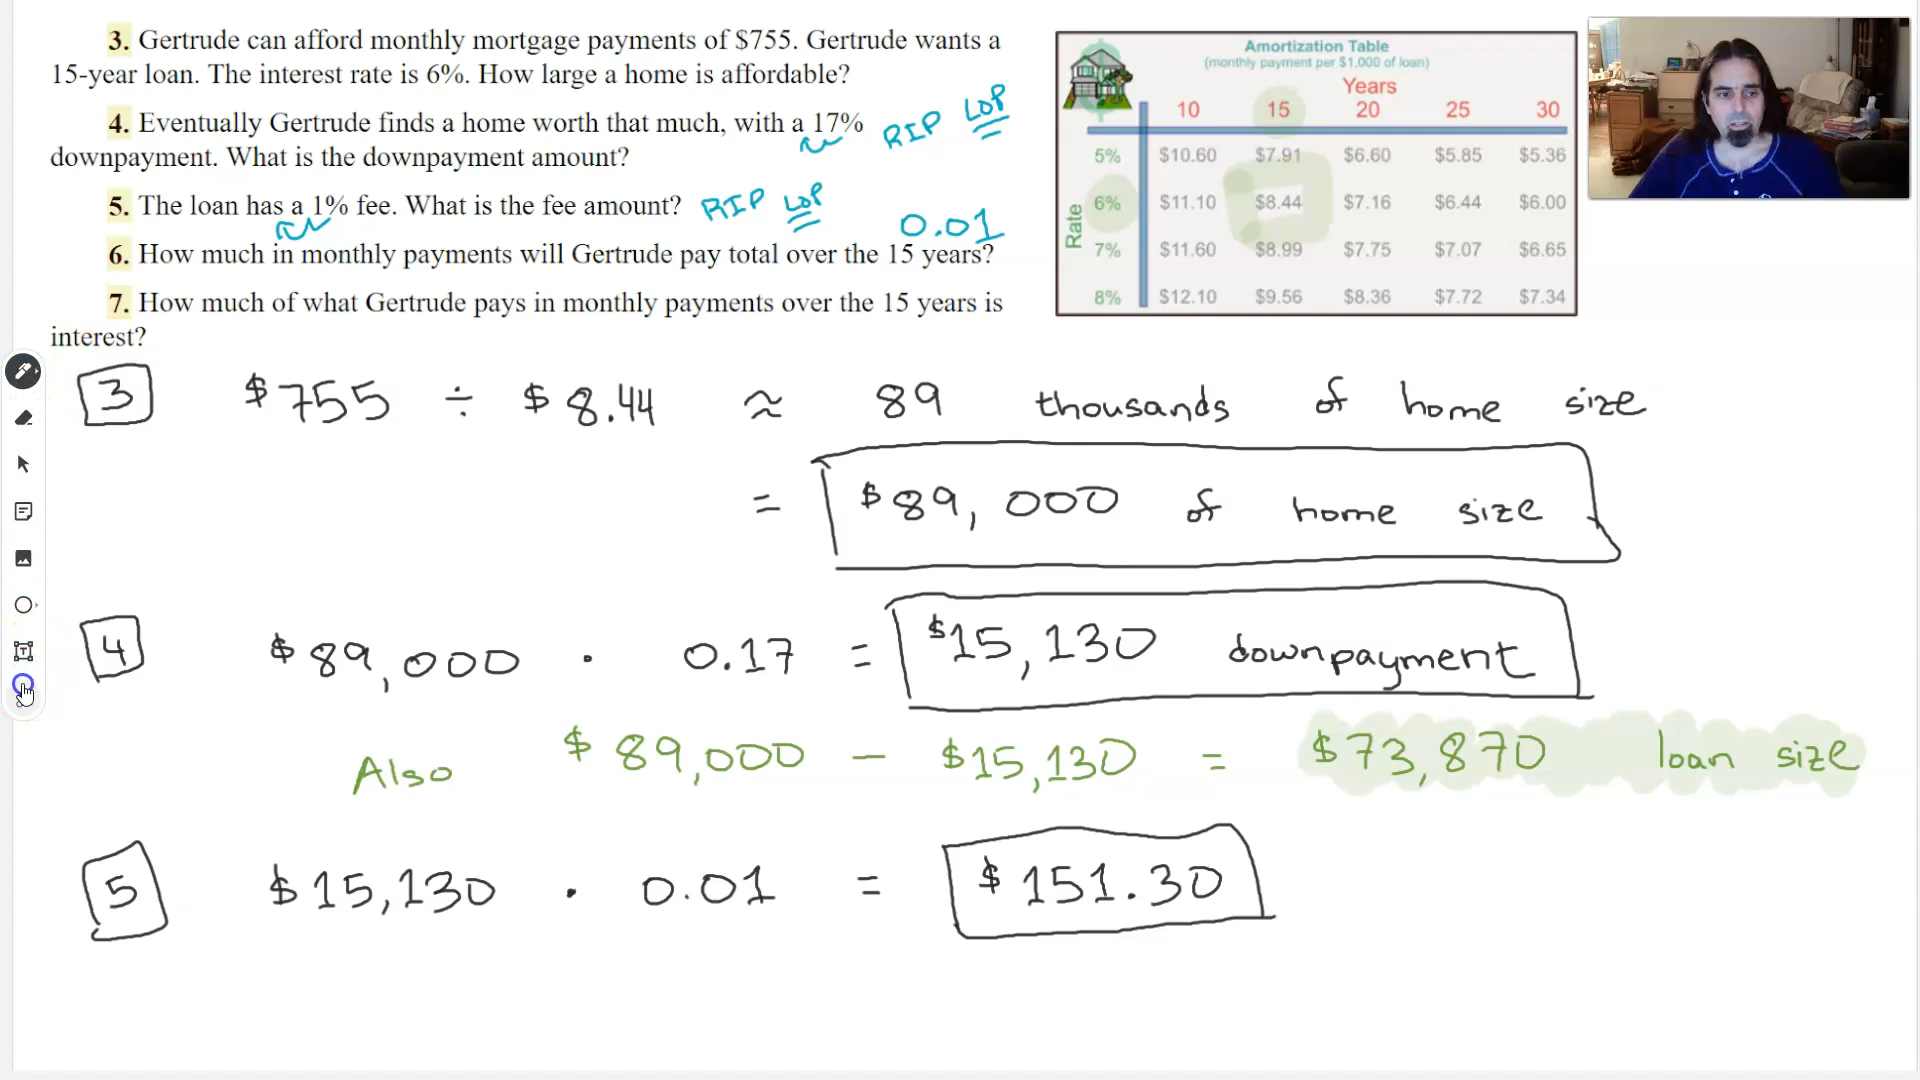 3. Gertrude can afford monthly mortgage payments of $755. Gertrude wants a
15-year loan. The interest rate is 6%. How large a home is affordable?
4. Eventually Gertrude finds a home worth that much, with a 17%
downpayment. What is the downpayment amount?
RIP LOP
5. The loan has a 1% fee. What is the fee amount?
RIP LOP
0.01
6. How much in monthly payments will Gertrude pay total over the 15 years?
7. How much of what Gertrude pays in monthly payments over the 15 years is
interest?
Amortization Table
(monthly payment per $1,000 of loan)
Years
10 15 20 25 30
Rate
5% $10.60 $7.91 $6.60 $5.85 $5.36
6% $11.10 $8.44 $7.16 $6.44 $6.00
7% $11.60 $8.99 $7.75 $7.07 $6.65
8% $12.10 $9.56 $8.36 $7.72 $7.34
3 $755 ÷ $8.44 ≈ 89 thousands of home size
= $89,000 of home size
4 $89,000 · 0.17 = $15,130 downpayment
Also $89,000 − $15,130 = $73,870 loan size
5 $15,130 · 0.01 = $151.30